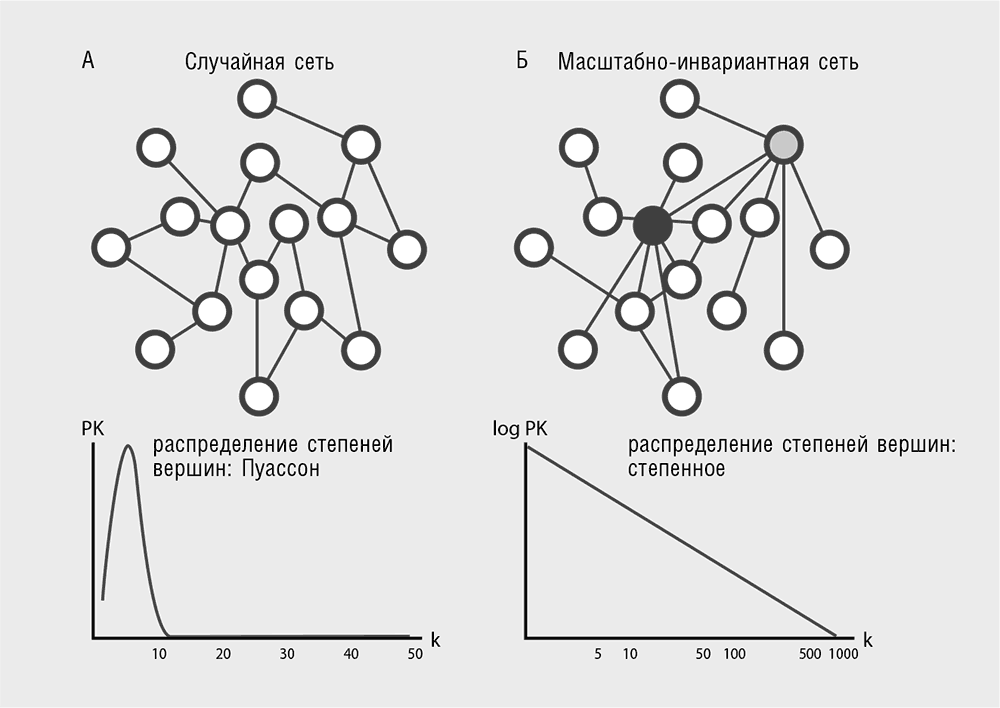 А Случайная сеть
Б Масштабно-инвариантная сеть
PK
распределение степеней
вершин: Пуассон
10 20 30 40 50 k
log PK
распределение степеней вершин:
степенное
5 10 50 100 500 1000 k